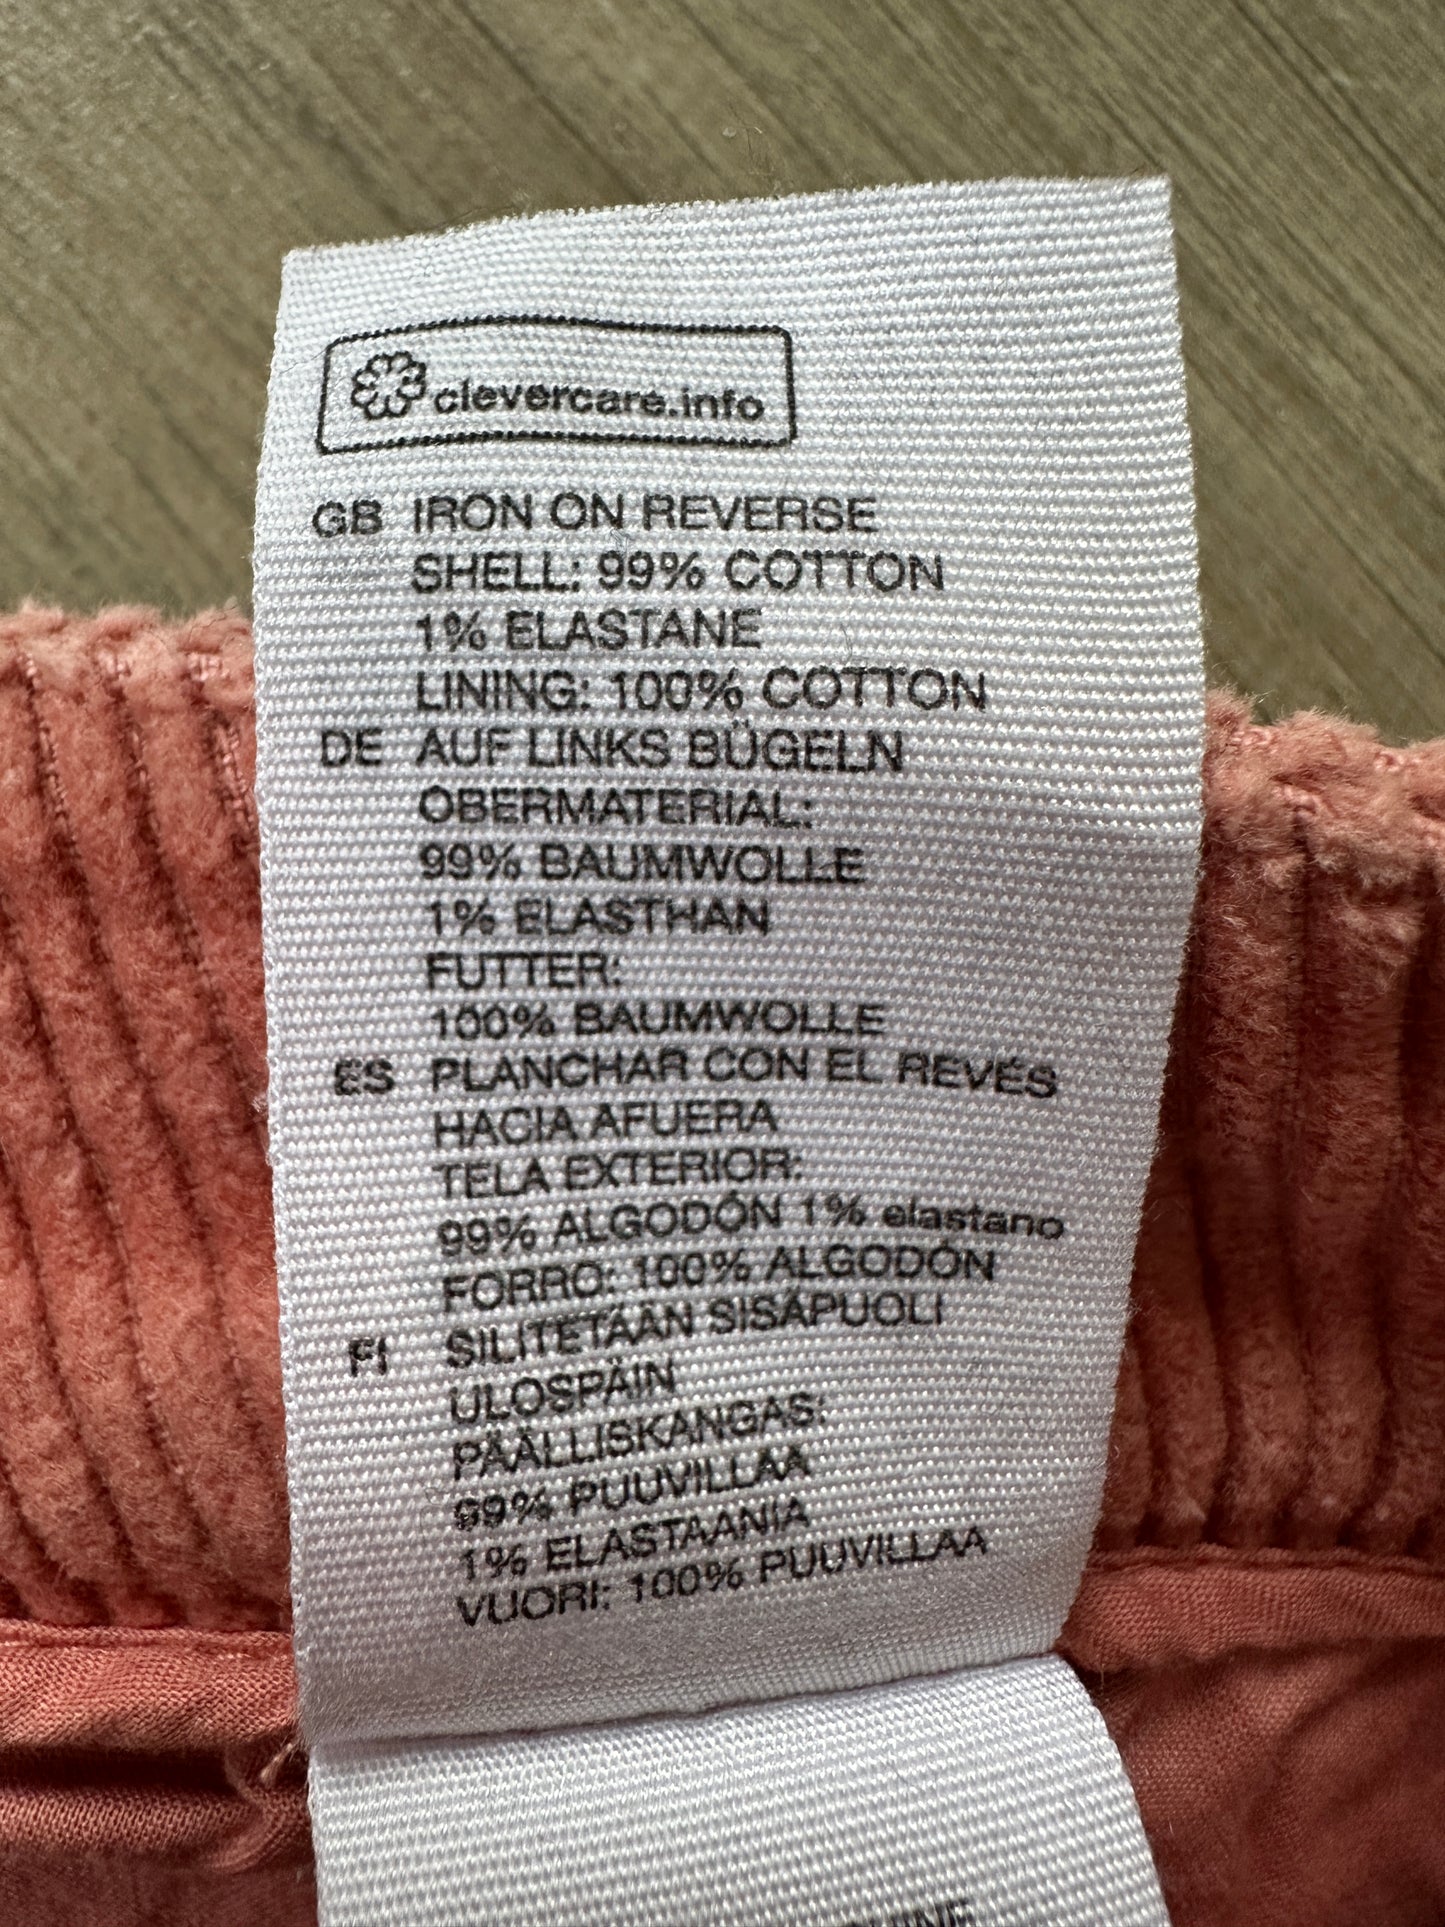 clevercare.info
GB IRON ON REVERSE
SHELL: 99% COTTON
1% ELASTANE
LINING: 100% COTTON
DE AUF LINKS BÜGELN
OBERMATERIAL:
99% BAUMWOLLE
1% ELASTHAN
FUTTER:
100% BAUMWOLLE
ES PLANCHAR CON EL REVÉS
HACIA AFUERA
TELA EXTERIOR:
99% ALGODÓN 1% elastano
FORRO: 100% ALGODÓN
FI SILITETÄÄN SISÄPUOLI
ULOSPÄIN
PÄÄLLISKANGAS:
99% PUUVILLAA
1% ELASTAANIA
VUORI: 100% PUUVILLAA